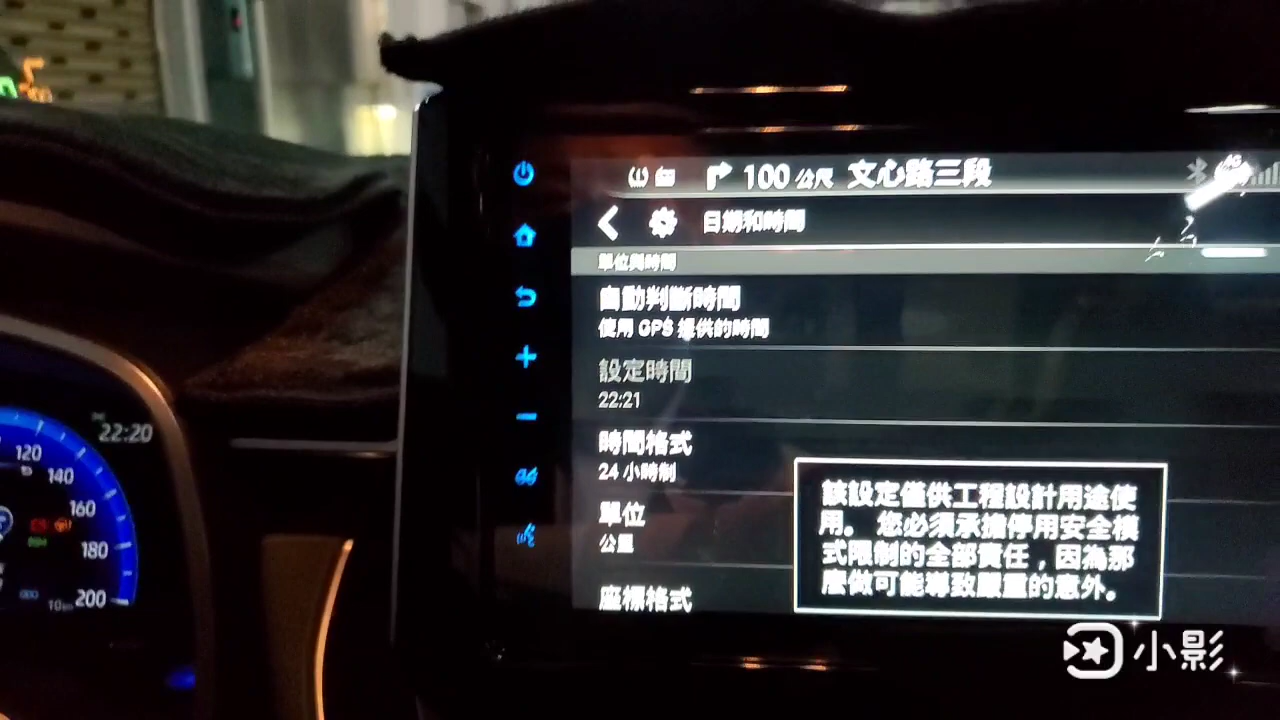 100 公尺 文心路三段
日期和時間
單位與時間
自動判斷時間
使用 GPS 提供的時間
設定時間
22:21
時間格式
24 小時制
單位
公里
座標格式
該設定僅供工程設計用途使
用。您必須承擔停用安全模
式限制的全部責任，因為那
麼做可能導致嚴重的意外。
22:20
120
140
160
180
200
小影